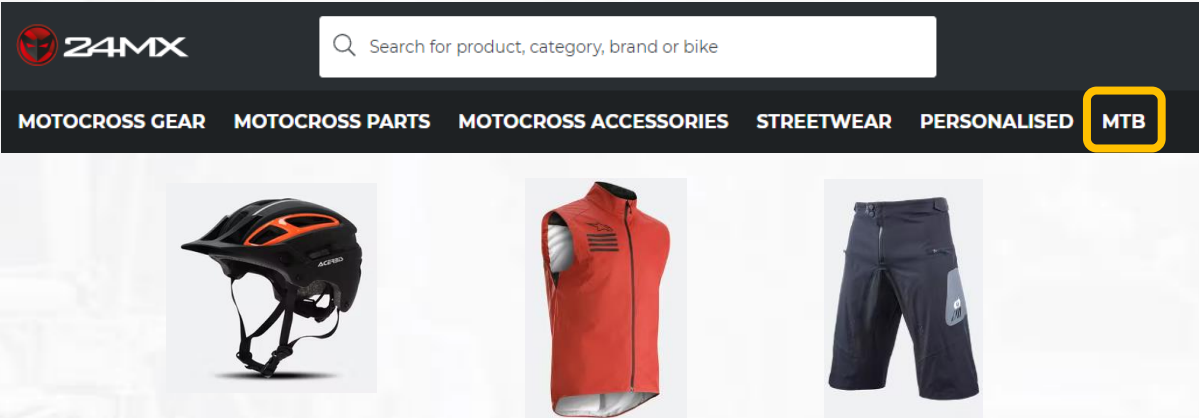 24MX
Search for product, category, brand or bike
MOTOCROSS GEAR MOTOCROSS PARTS MOTOCROSS ACCESSORIES STREETWEAR PERSONALISED MTB
ACERBIS